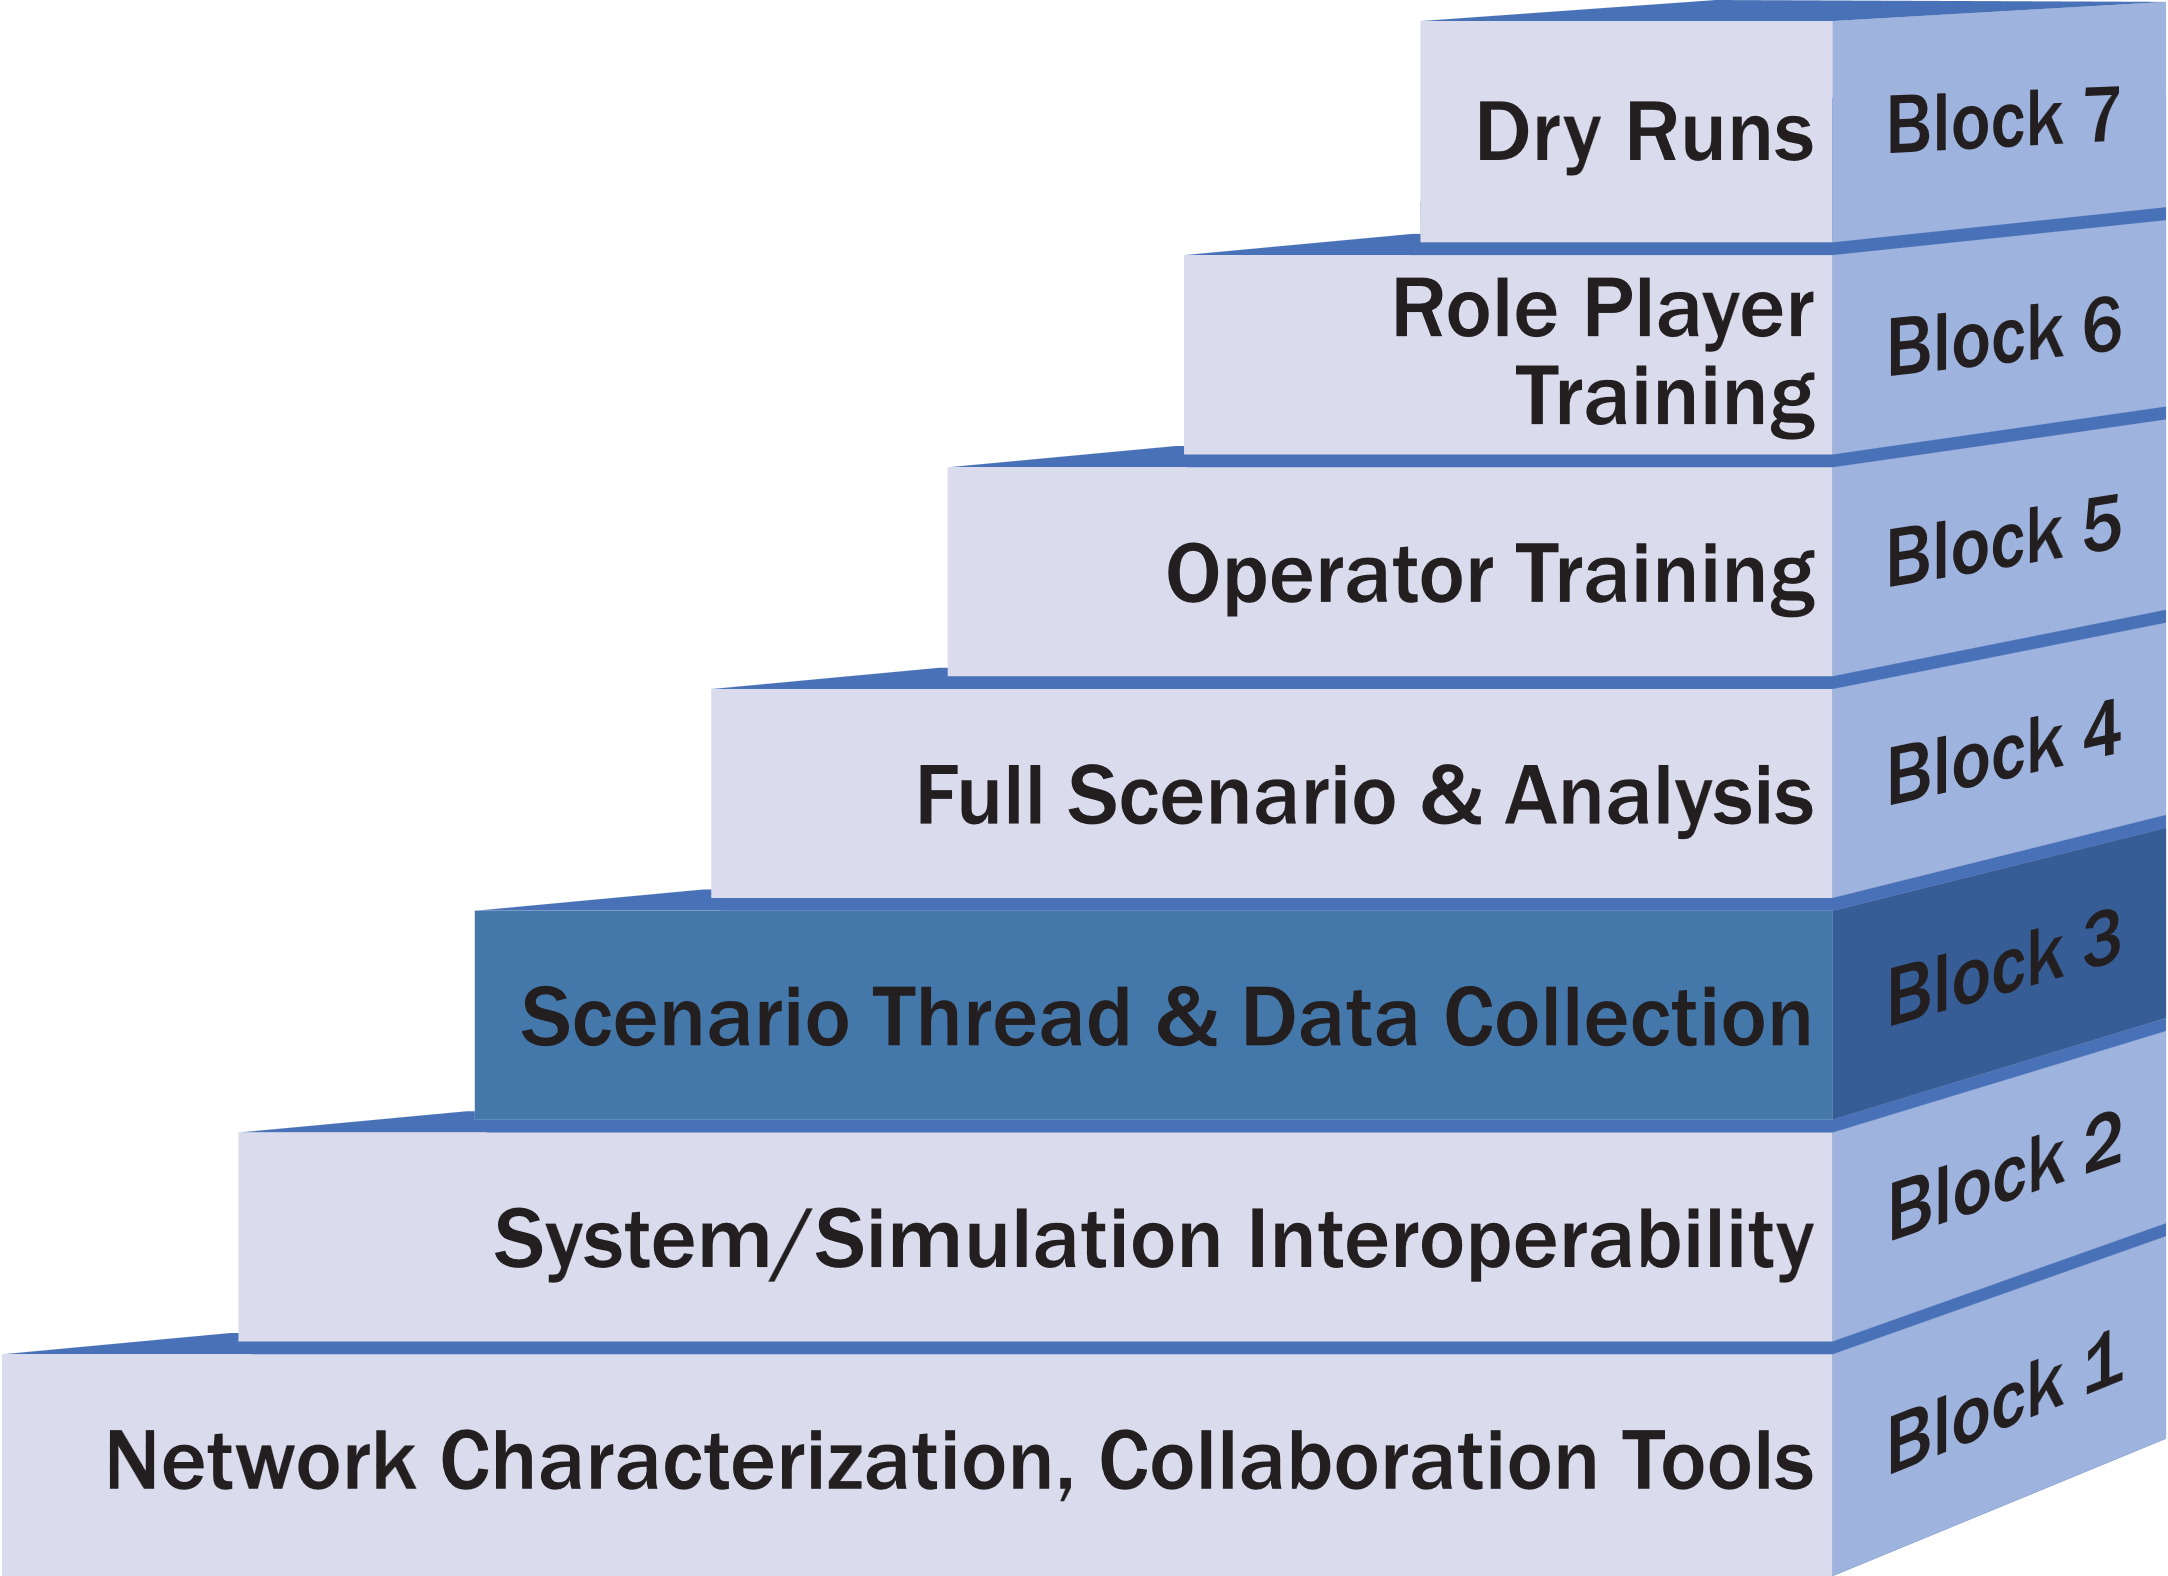 Dry Runs
Block 7
Role Player
Training
Block 6
Operator Training
Block 5
Full Scenario & Analysis
Block 4
Scenario Thread & Data Collection
Block 3
System/Simulation Interoperability
Block 2
Network Characterization, Collaboration Tools
Block 1